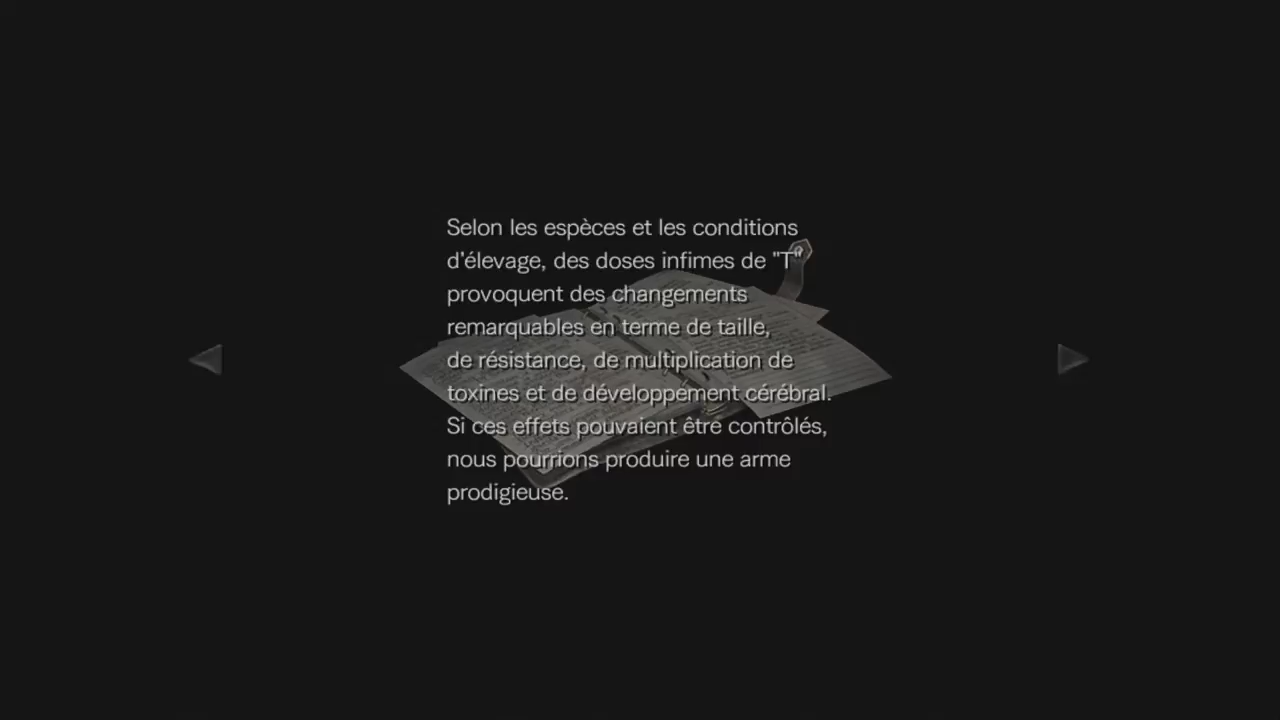 Selon les espèces et les conditions
d'élevage, des doses infimes de "T"
provoquent des changements
remarquables en terme de taille,
de résistance, de multiplication de
toxines et de développement cérébral.
Si ces effets pouvaient être contrôlés,
nous pourrions produire une arme
prodigieuse.